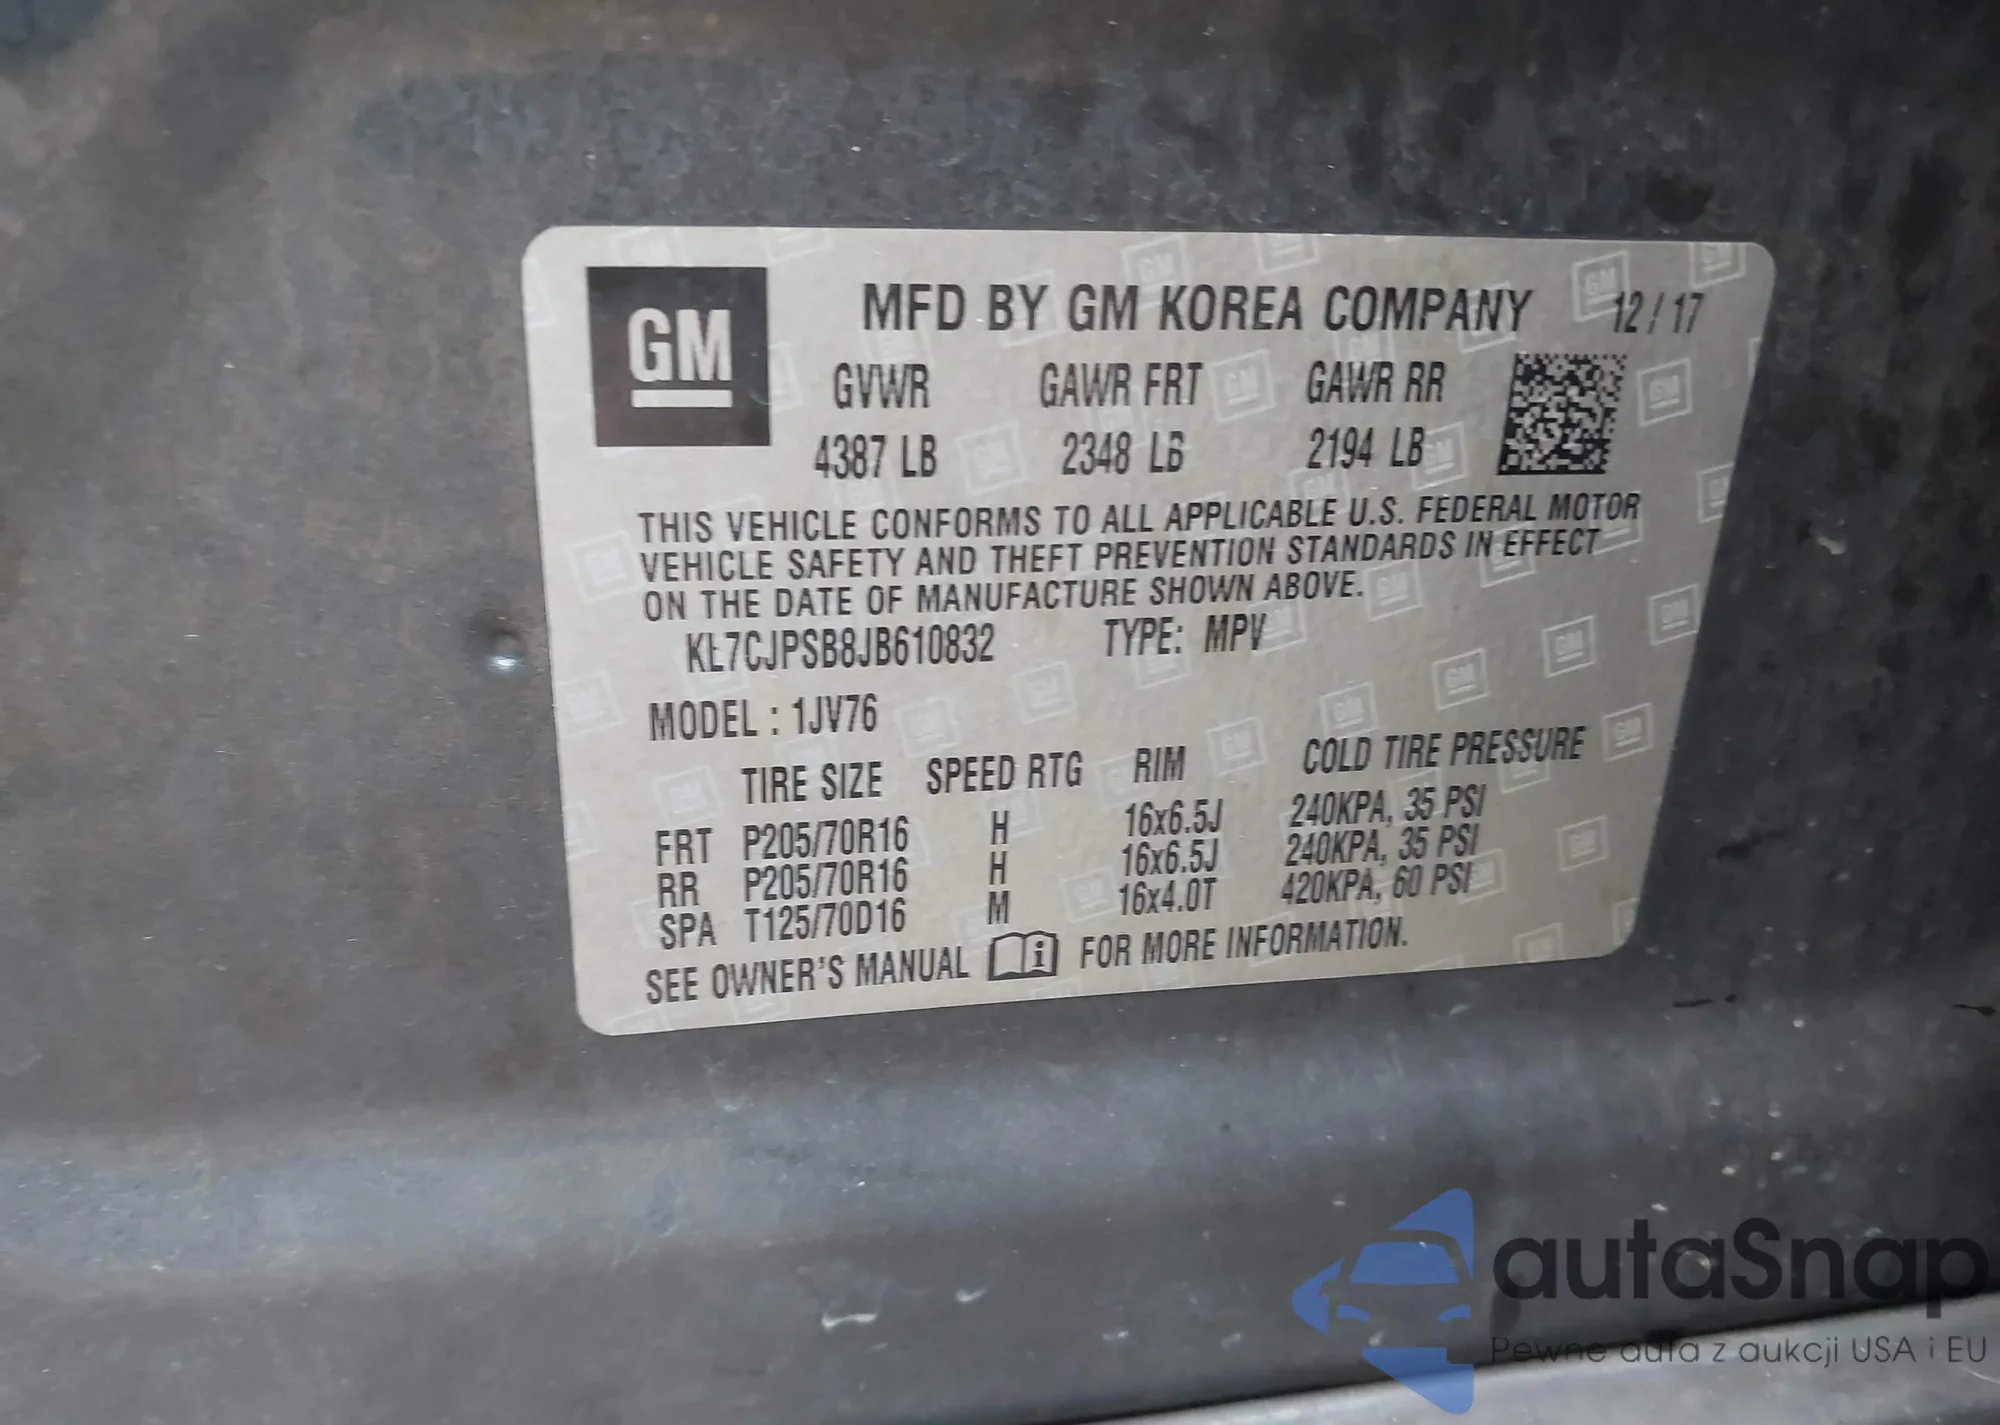 GM
MFD BY GM KOREA COMPANY 12/17
GVWR GAWR FRT GAWR RR
4387 LB 2348 LB 2194 LB
THIS VEHICLE CONFORMS TO ALL APPLICABLE U.S. FEDERAL MOTOR
VEHICLE SAFETY AND THEFT PREVENTION STANDARDS IN EFFECT
ON THE DATE OF MANUFACTURE SHOWN ABOVE.
KL7CJPSB8JB610832 TYPE: MPV
MODEL : 1JV76
TIRE SIZE SPEED RTG RIM COLD TIRE PRESSURE
FRT P205/70R16 H 16x6.5J 240KPA, 35 PSI
RR P205/70R16 H 16x6.5J 240KPA, 35 PSI
SPA T125/70D16 M 16x4.0T 420KPA, 60 PSI
SEE OWNER'S MANUAL i FOR MORE INFORMATION.
autaSnap
Pewne auta z aukcji USA i EU